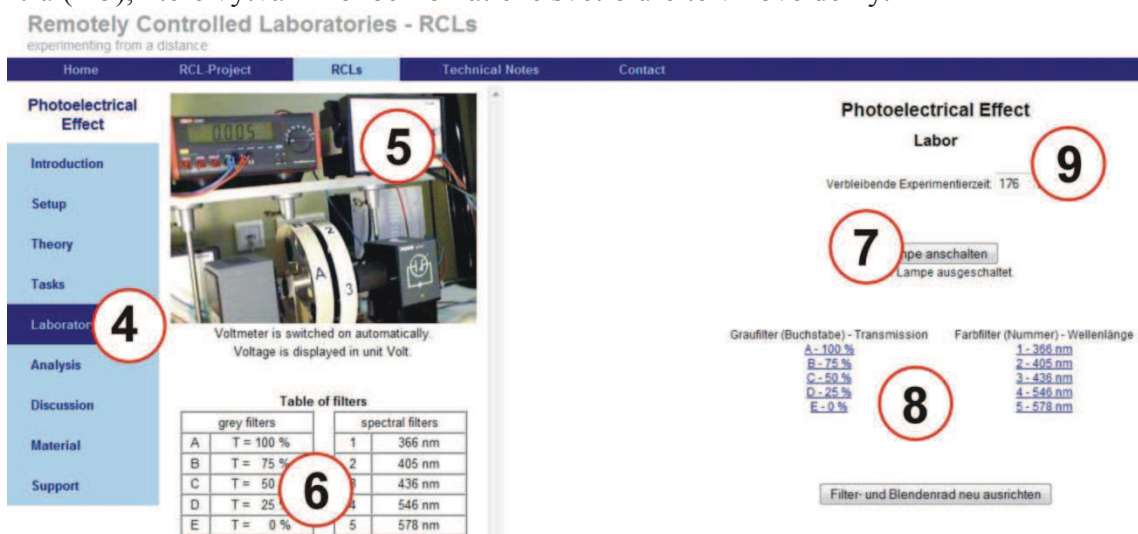 Remotely Controlled Laboratories - RCLs
experimenting from a distance
Home RCL-Project RCLs Technical Notes Contact
Photoelectrical
Effect
Introduction
Setup
Theory
Tasks
Laborator
Analysis
Discussion
Material
Support
4
0.005
A
2
3
5
Voltmeter is switched on automatically.
Voltage is displayed in unit Volt.
Table of filters
grey filters spectral filters
A T = 100 % 1 366 nm
B T = 75 % 2 405 nm
C T = 50 436 nm
D T = 25 4 546 nm
E T = 0 % 5 578 nm
6
Photoelectrical Effect
Labor
Verbleibende Experimentierzeit: 176
9
7
mpe anschalten
Lampe ausgeschaltet.
Graufilter (Buchstabe) - Transmission Farbfilter (Nummer) - Wellenlänge
A - 100 % 1 - 366 nm
B - 75 % 2 - 405 nm
C - 50 % 3 - 436 nm
D - 25 % 4 - 546 nm
E - 0 % 5 - 578 nm
8
Filter- und Blendenrad neu ausrichten